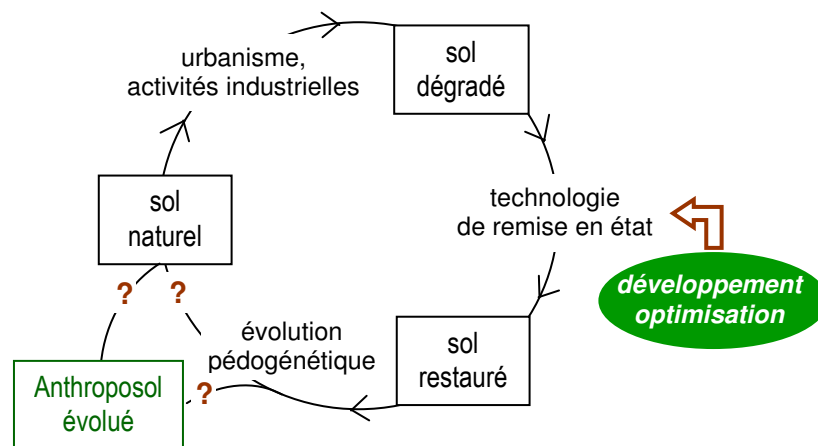 urbanisme,
activités industrielles
sol
dégradé
technologie
de remise en état
développement
optimisation
sol
restauré
évolution
pédogénétique
?
Anthroposol
évolué
?
?
sol
naturel